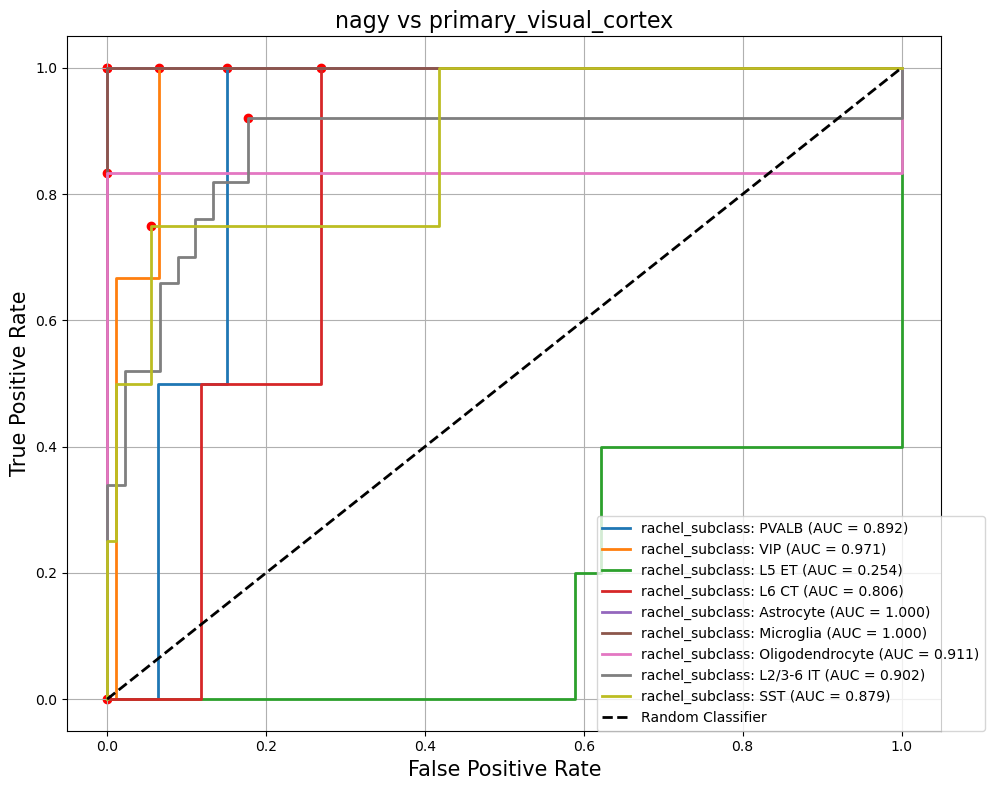 nagy vs primary_visual_cortex
True Positive Rate
1.0
0.8
0.6
0.4
0.2
0.0
rachel_subclass: PVALB (AUC = 0.892)
rachel_subclass: VIP (AUC = 0.971)
rachel_subclass: L5 ET (AUC = 0.254)
rachel_subclass: L6 CT (AUC = 0.806)
rachel_subclass: Astrocyte (AUC = 1.000)
rachel_subclass: Microglia (AUC = 1.000)
rachel_subclass: Oligodendrocyte (AUC = 0.911)
rachel_subclass: L2/3-6 IT (AUC = 0.902)
rachel_subclass: SST (AUC = 0.879)
Random Classifier
0.0 0.2 0.4 0.6 0.8 1.0
False Positive Rate